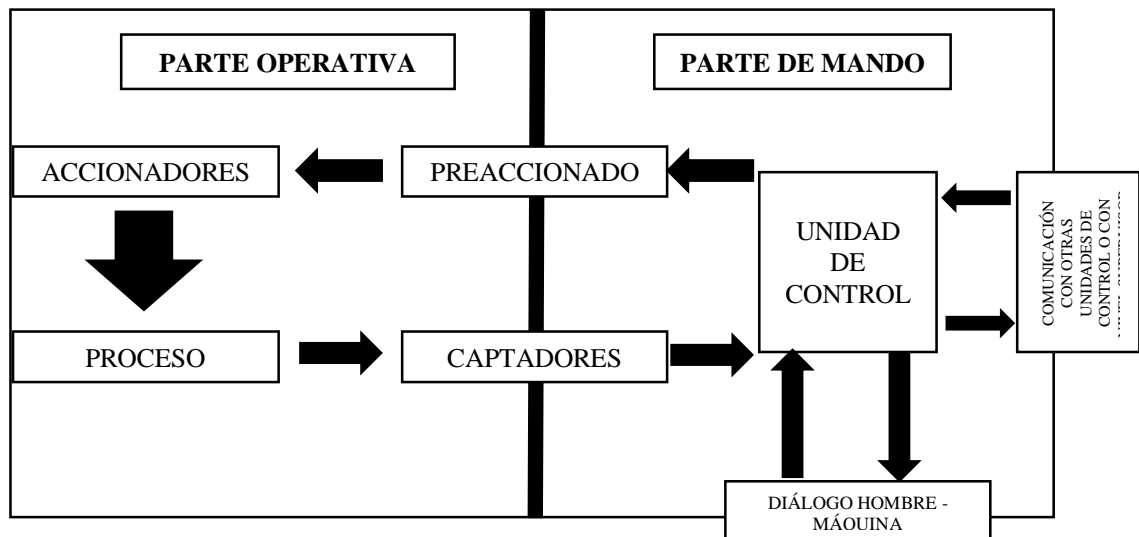 PARTE OPERATIVA
PARTE DE MANDO
ACCIONADORES
PREACCIONADO
UNIDAD
DE
CONTROL
COMUNICACIÓN
CON OTRAS
UNIDADES DE
CONTROL O CON
PROCESO
CAPTADORES
DIÁLOGO HOMBRE -
MÁQUINA